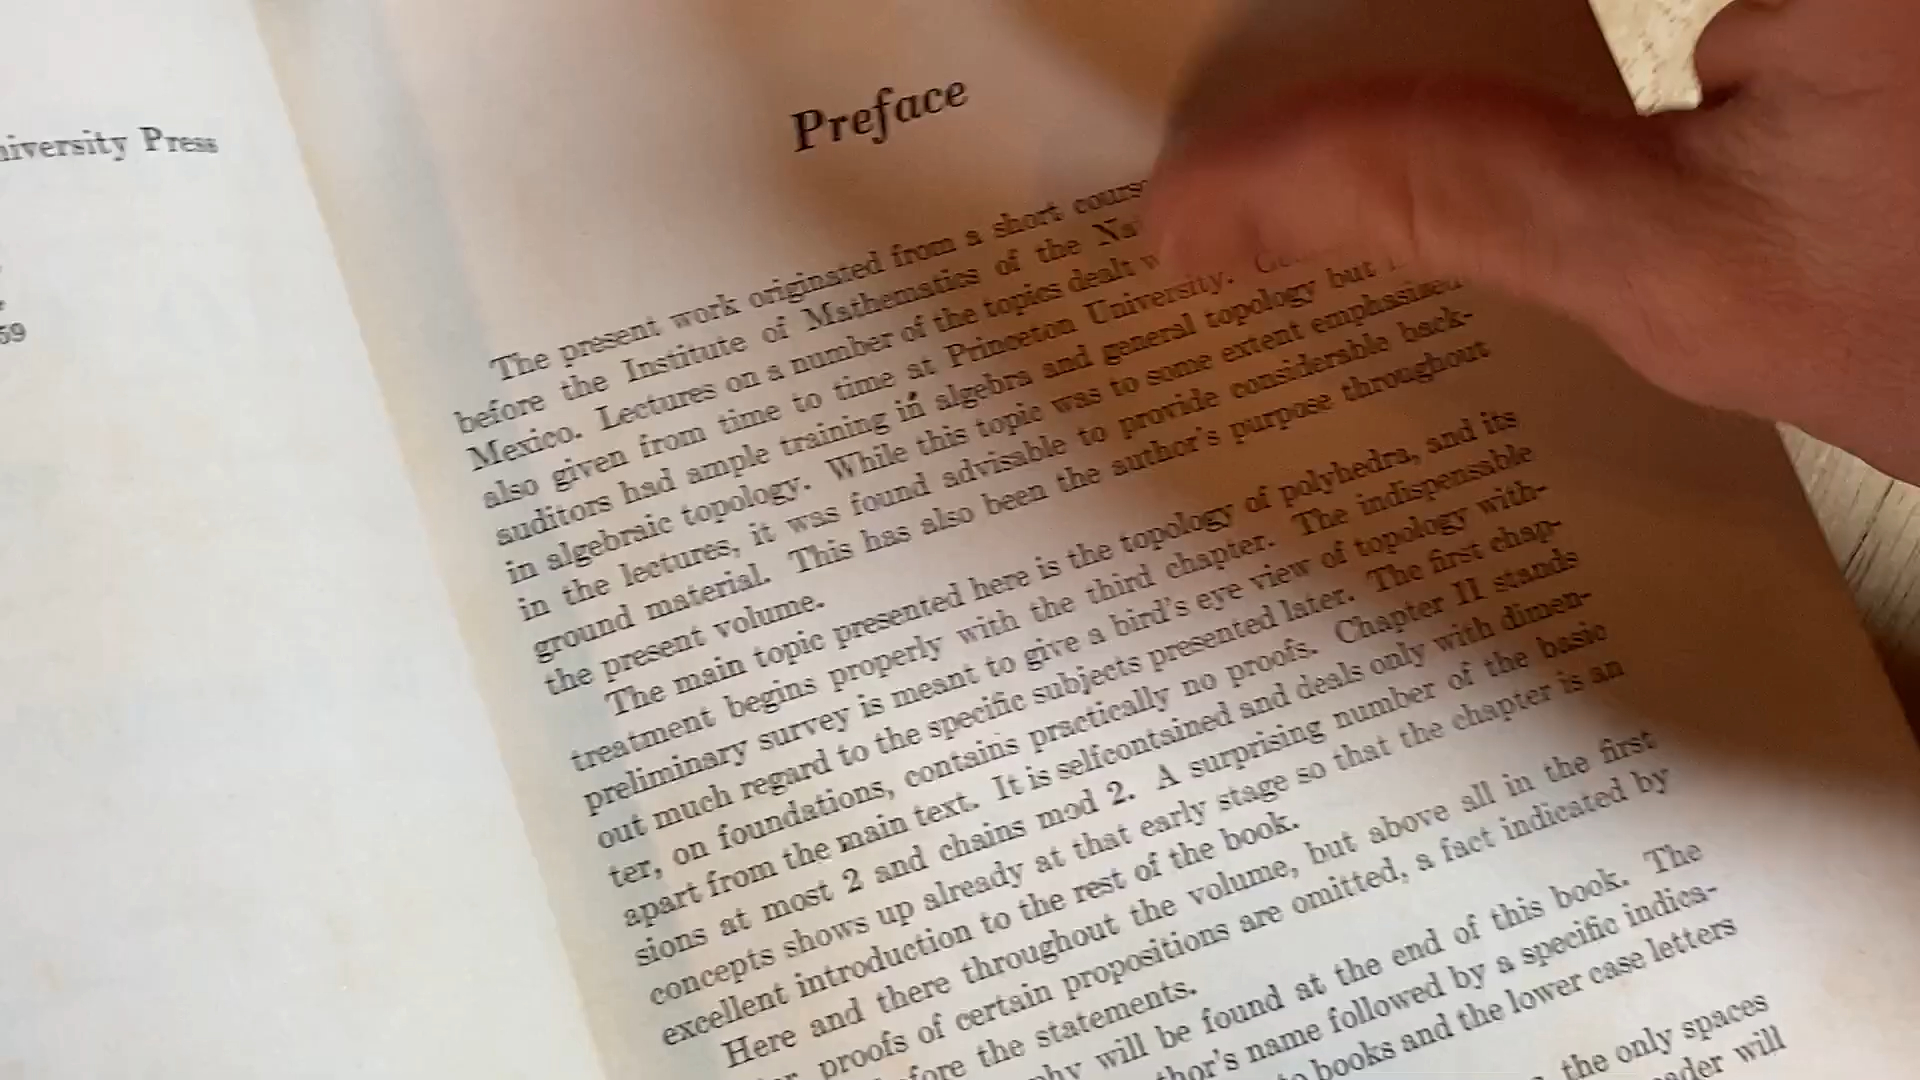 University Press
59
Preface
The present work originated from a short course
before the Institute of Mathematics of the
Mexico. Lectures on a number of the topics dealt
also given from time to time at Princeton University.
auditors had ample training in algebra and general topology but
in algebraic topology. While this topic was to some extent emphasized
in the lectures, it was found advisable to provide considerable back-
ground material. This has also been the author's purpose throughout
the present volume.
The main topic presented here is the topology of polyhedra, and its
treatment begins properly with the third chapter. The indispensable
preliminary survey is meant to give a bird's eye view of topology with-
out much regard to the specific subjects presented later. The first chap-
ter, on foundations, contains practically no proofs. Chapter II stands
apart from the main text. It is selfcontained and deals only with dimen-
sions at most 2 and chains mod 2. A surprising number of the basic
concepts shows up already at that early stage so that the chapter is an
excellent introduction to the rest of the book.
Here and there throughout the volume, but above all in the first
proofs of certain propositions are omitted, a fact indicated by
the statements.
will be found at the end of this book. The
name followed by a specific indica-
books and the lower case letters
the only spaces
will